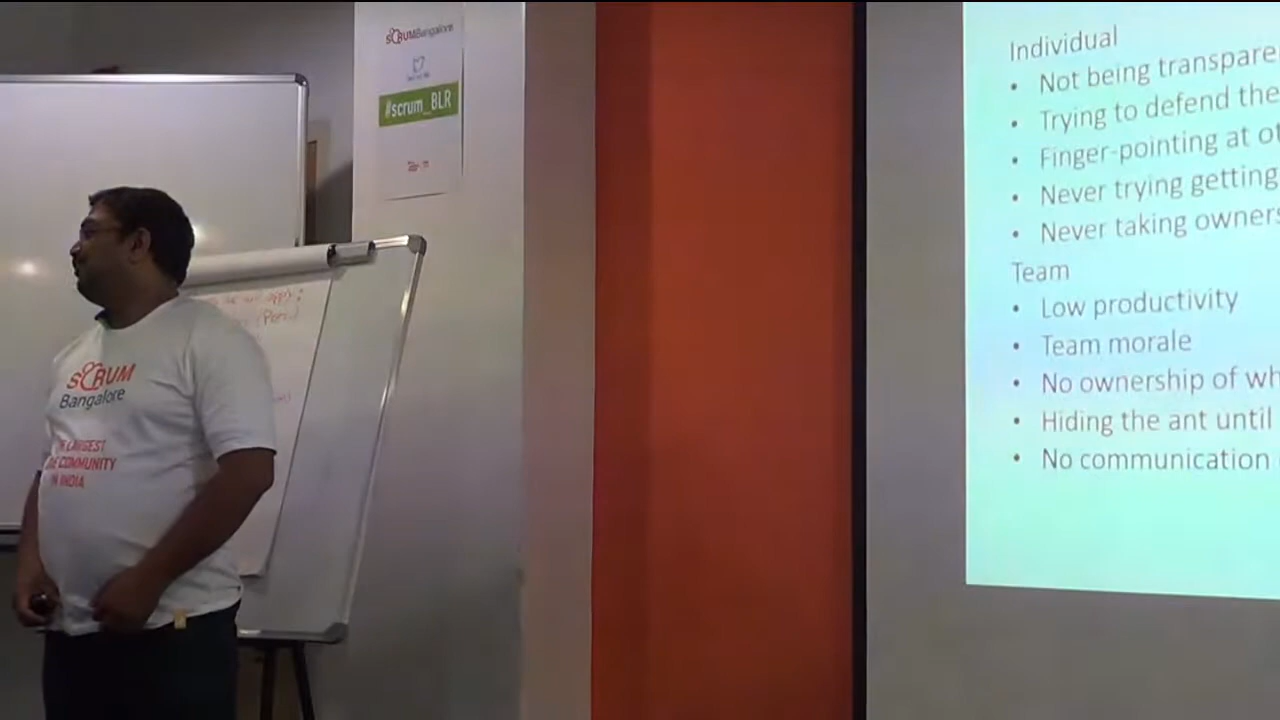 SCRUMBangalore
#scrum_BLR
SCRUM
Bangalore
LARGEST
COMMUNITY
IN INDIA
Individual
• Not being transpare
• Trying to defend the
• Finger-pointing at o
• Never trying getting
• Never taking owners
Team
• Low productivity
• Team morale
• No ownership of wh
• Hiding the ant until
• No communication